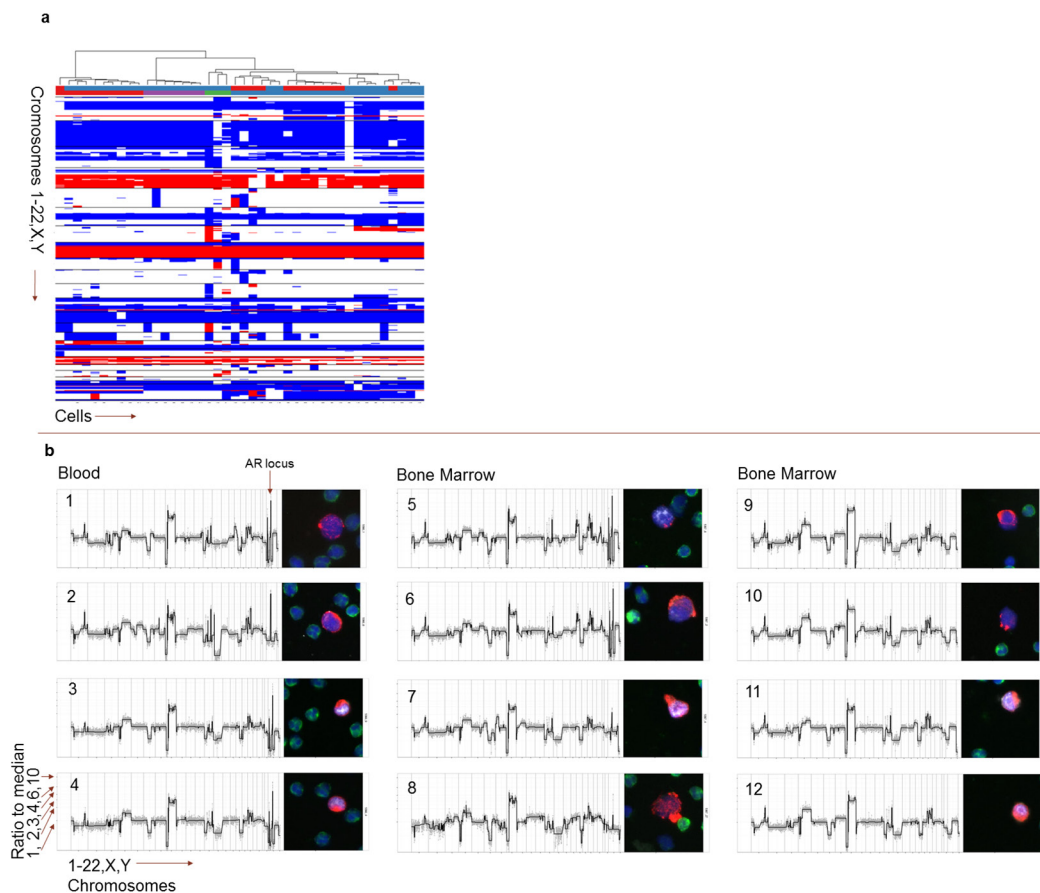 a
Cromosomes 1-22,X,Y
Cells
b
Blood
AR locus
Bone Marrow
Bone Marrow
1
5
9
2
6
10
3
7
11
4
8
12
Ratio to median
1, 2,3,4,6,10
1-22,X,Y
Chromosomes